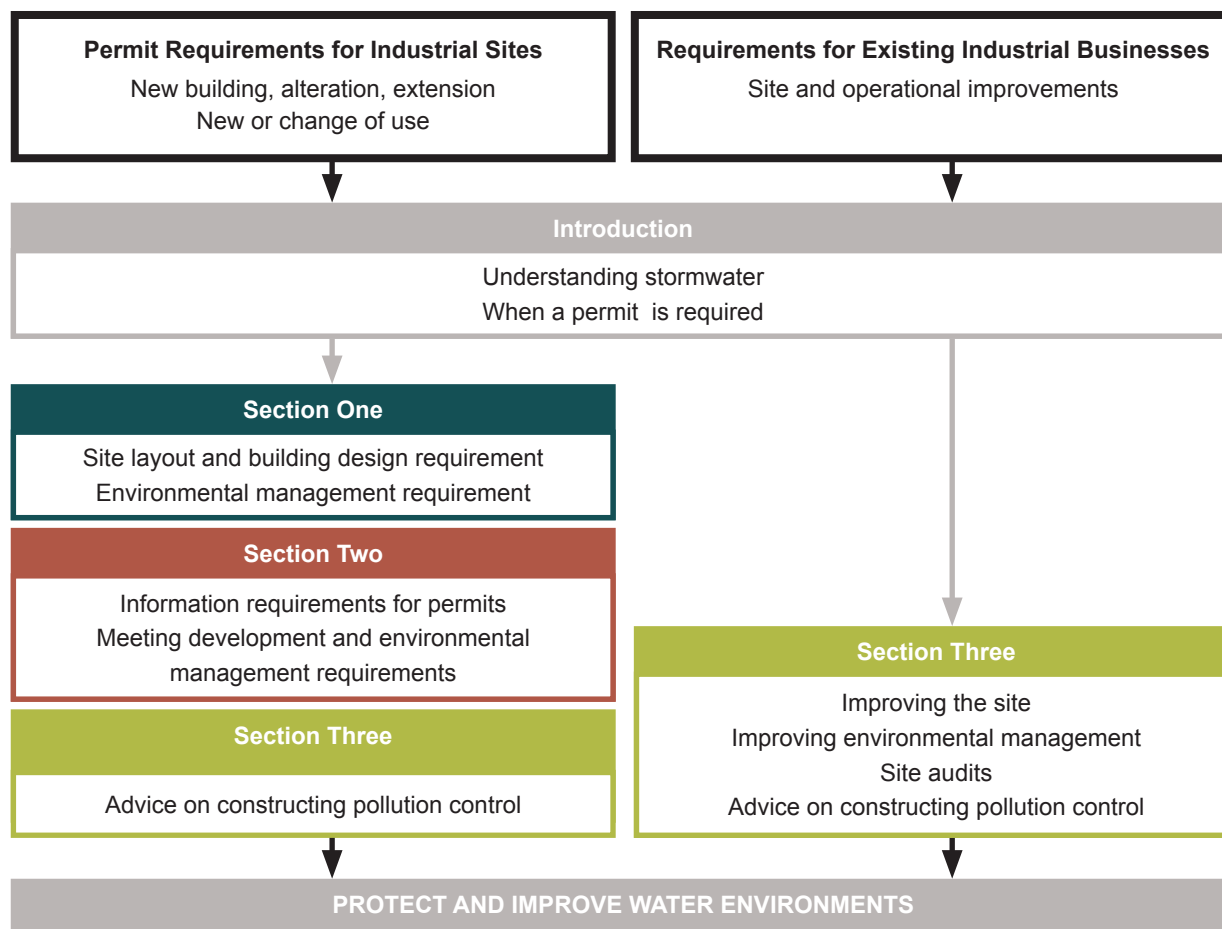 Permit Requirements for Industrial Sites
New building, alteration, extension
New or change of use
Requirements for Existing Industrial Businesses
Site and operational improvements
Introduction
Understanding stormwater
When a permit  is required
Section One
Site layout and building design requirement
Environmental management requirement
Section Two
Information requirements for permits
Meeting development and environmental
management requirements
Section Three
Advice on constructing pollution control
Section Three
Improving the site
Improving environmental management
Site audits
Advice on constructing pollution control
PROTECT AND IMPROVE WATER ENVIRONMENTS